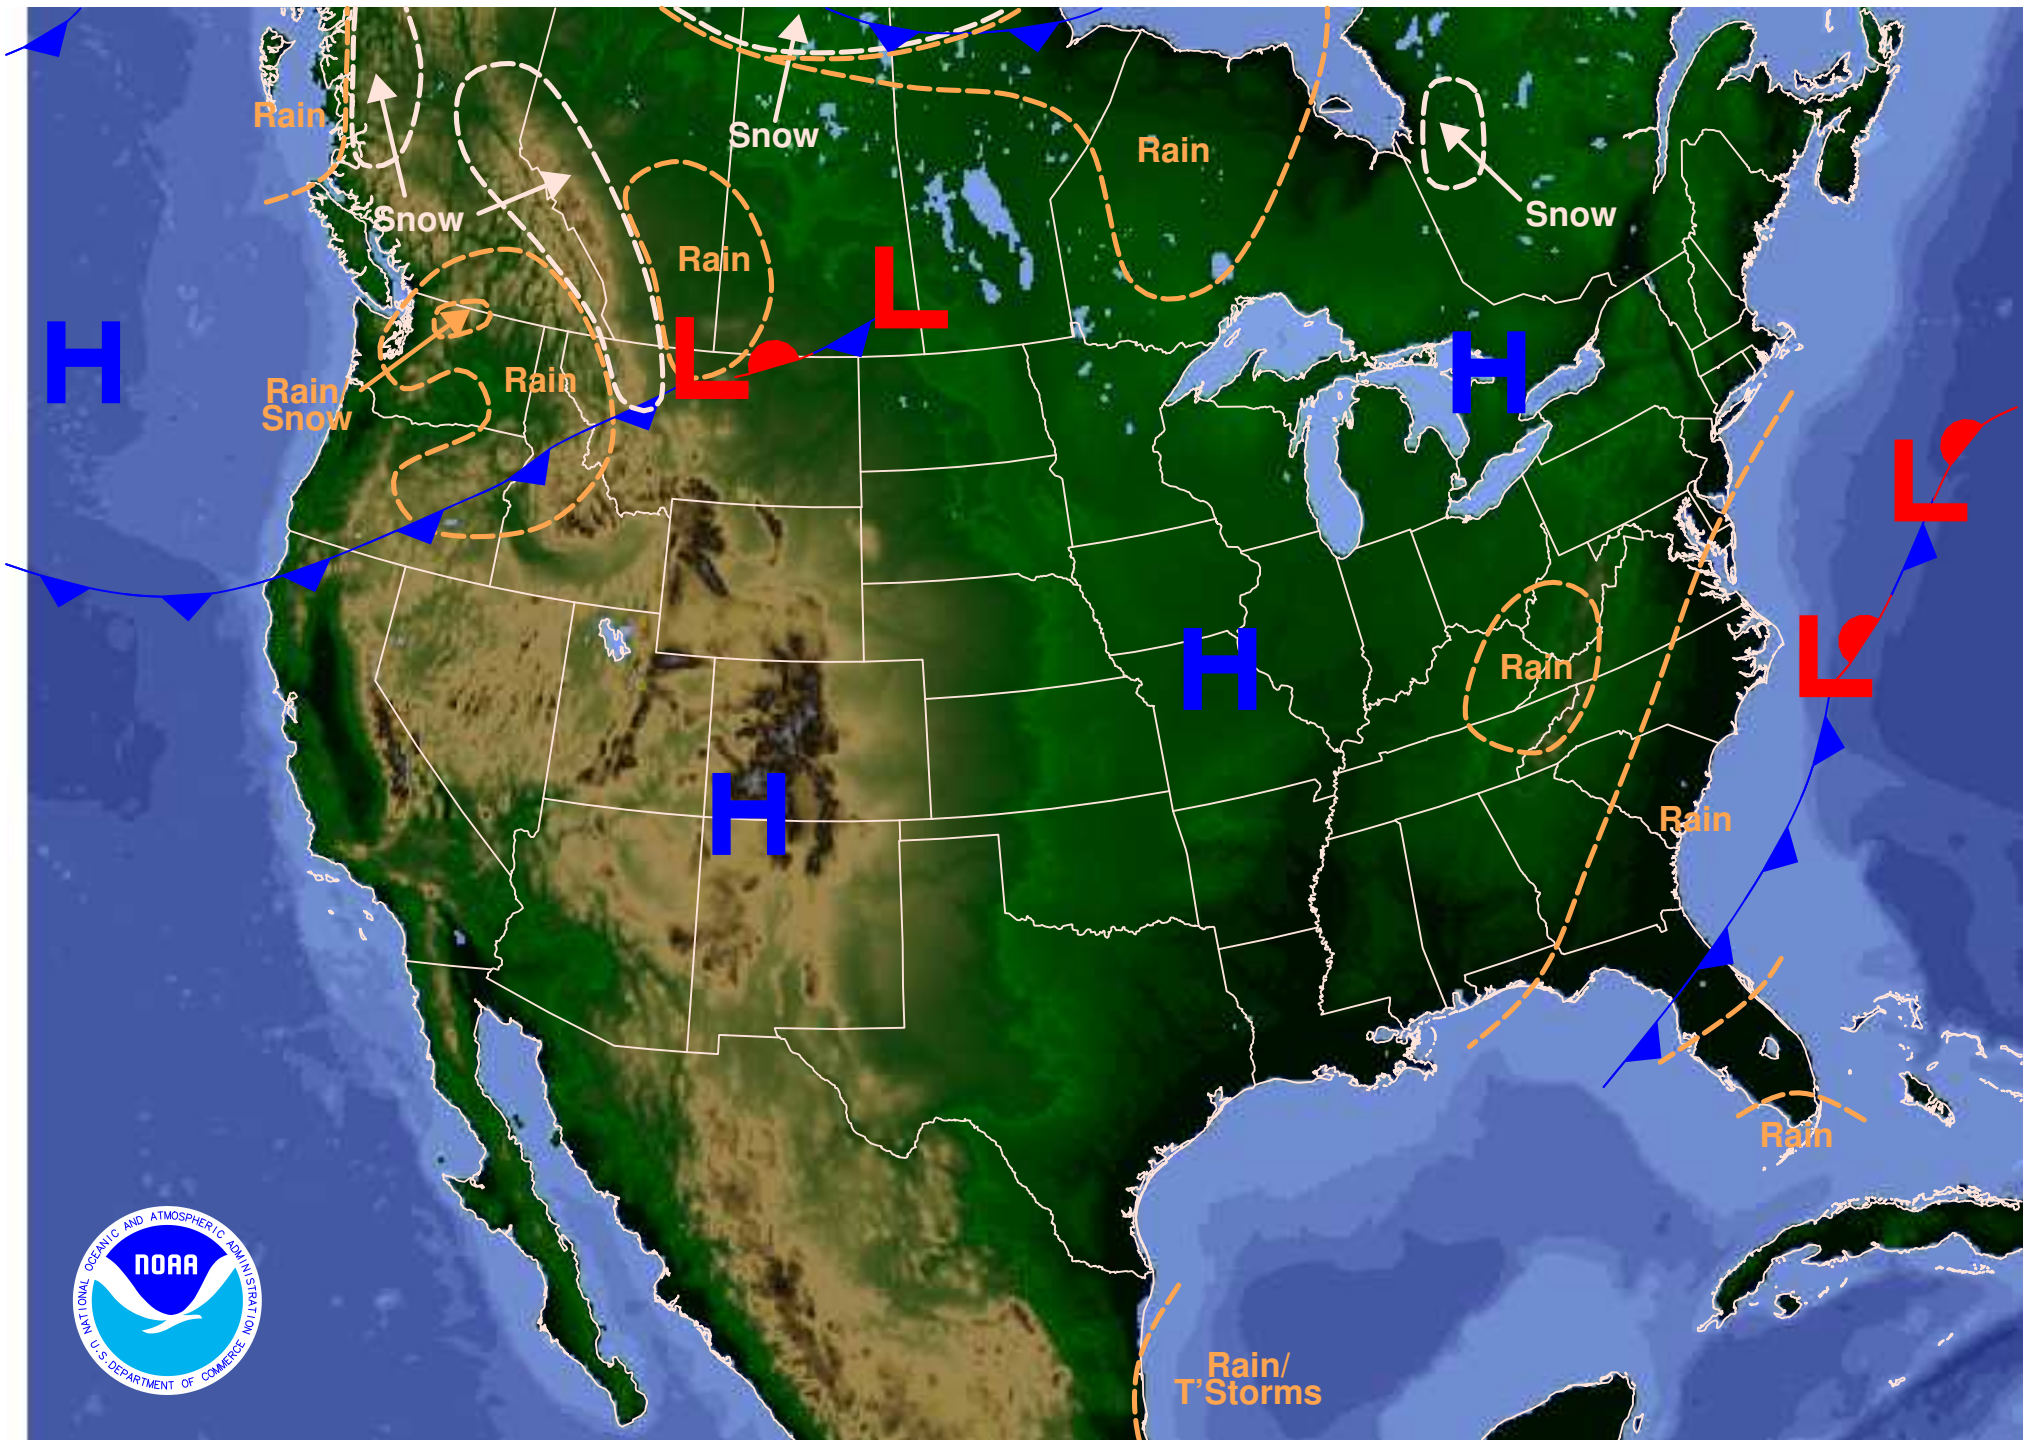 Rain
Snow
Rain
Snow
Snow
Rain
L
L
H
H
Rain/
Snow
Rain
L
H
Rain
L
H
Rain
Rain
Rain/
T'Storms
NATIONAL OCEANIC AND ATMOSPHERIC ADMINISTRATION
NOAA
U.S. DEPARTMENT OF COMMERCE